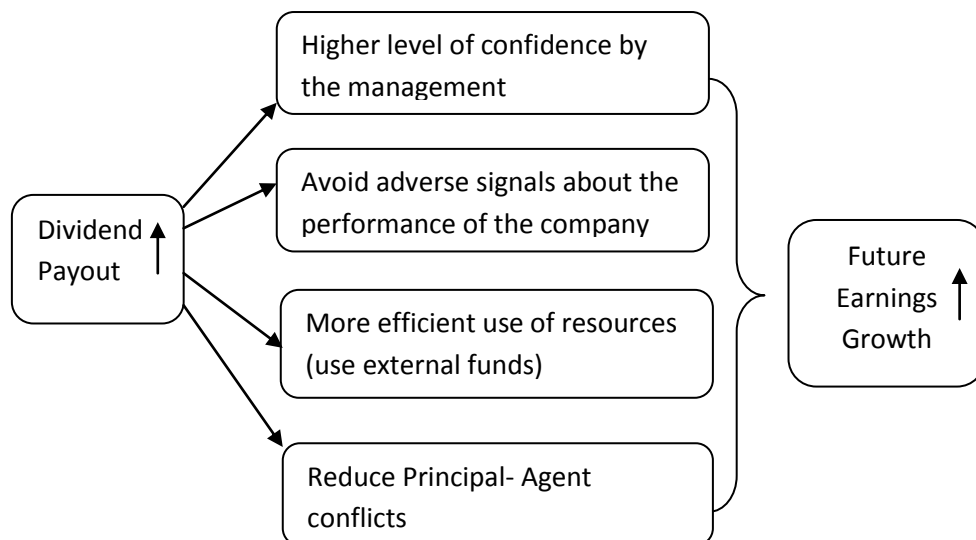 Higher level of confidence by
the management
Avoid adverse signals about the
performance of the company
Dividend
Payout
More efficient use of resources
(use external funds)
Reduce Principal- Agent
conflicts
Future
Earnings
Growth